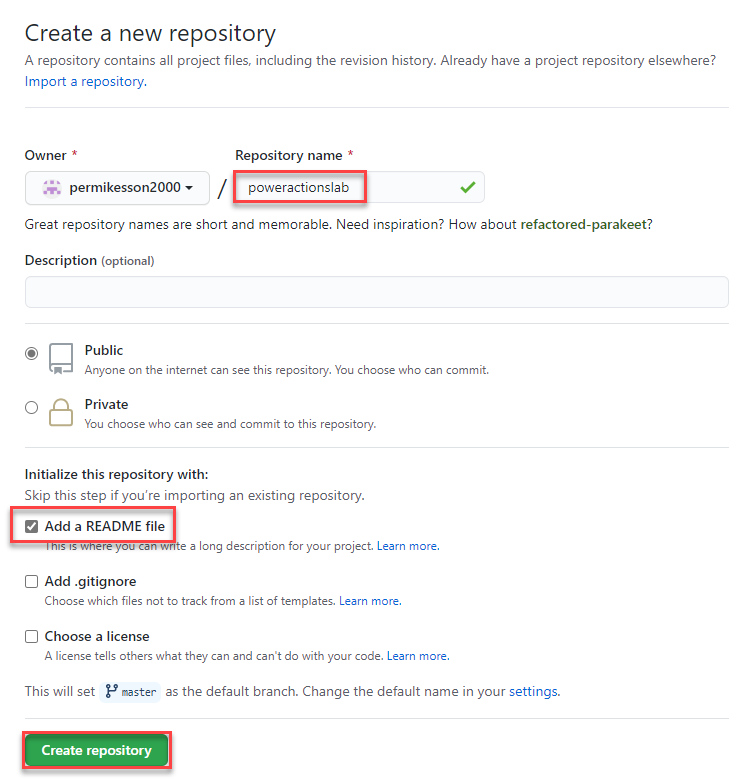 Create a new repository
A repository contains all project files, including the revision history. Already have a project repository elsewhere?
Import a repository.
Owner * Repository name *
permikesson2000 / poweractionslab
Great repository names are short and memorable. Need inspiration? How about refactored-parakeet?
Description (optional)
Public
Anyone on the internet can see this repository. You choose who can commit.
Private
You choose who can see and commit to this repository.
Initialize this repository with:
Skip this step if you're importing an existing repository.
Add a README file
This is where you can write a long description for your project. Learn more.
Add .gitignore
Choose which files not to track from a list of templates. Learn more.
Choose a license
A license tells others what they can and can't do with your code. Learn more.
This will set master as the default branch. Change the default name in your settings.
Create repository